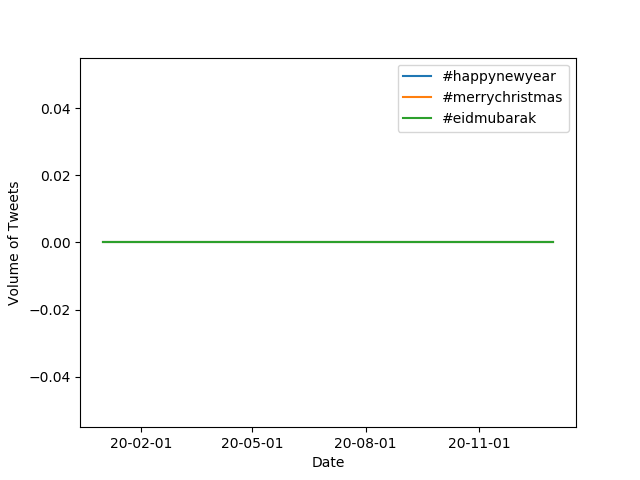 #happynewyear
#merrychristmas
#eidmubarak
0.04
0.02
0.00
−0.02
−0.04
Volume of Tweets
20-02-01 20-05-01 20-08-01 20-11-01
Date